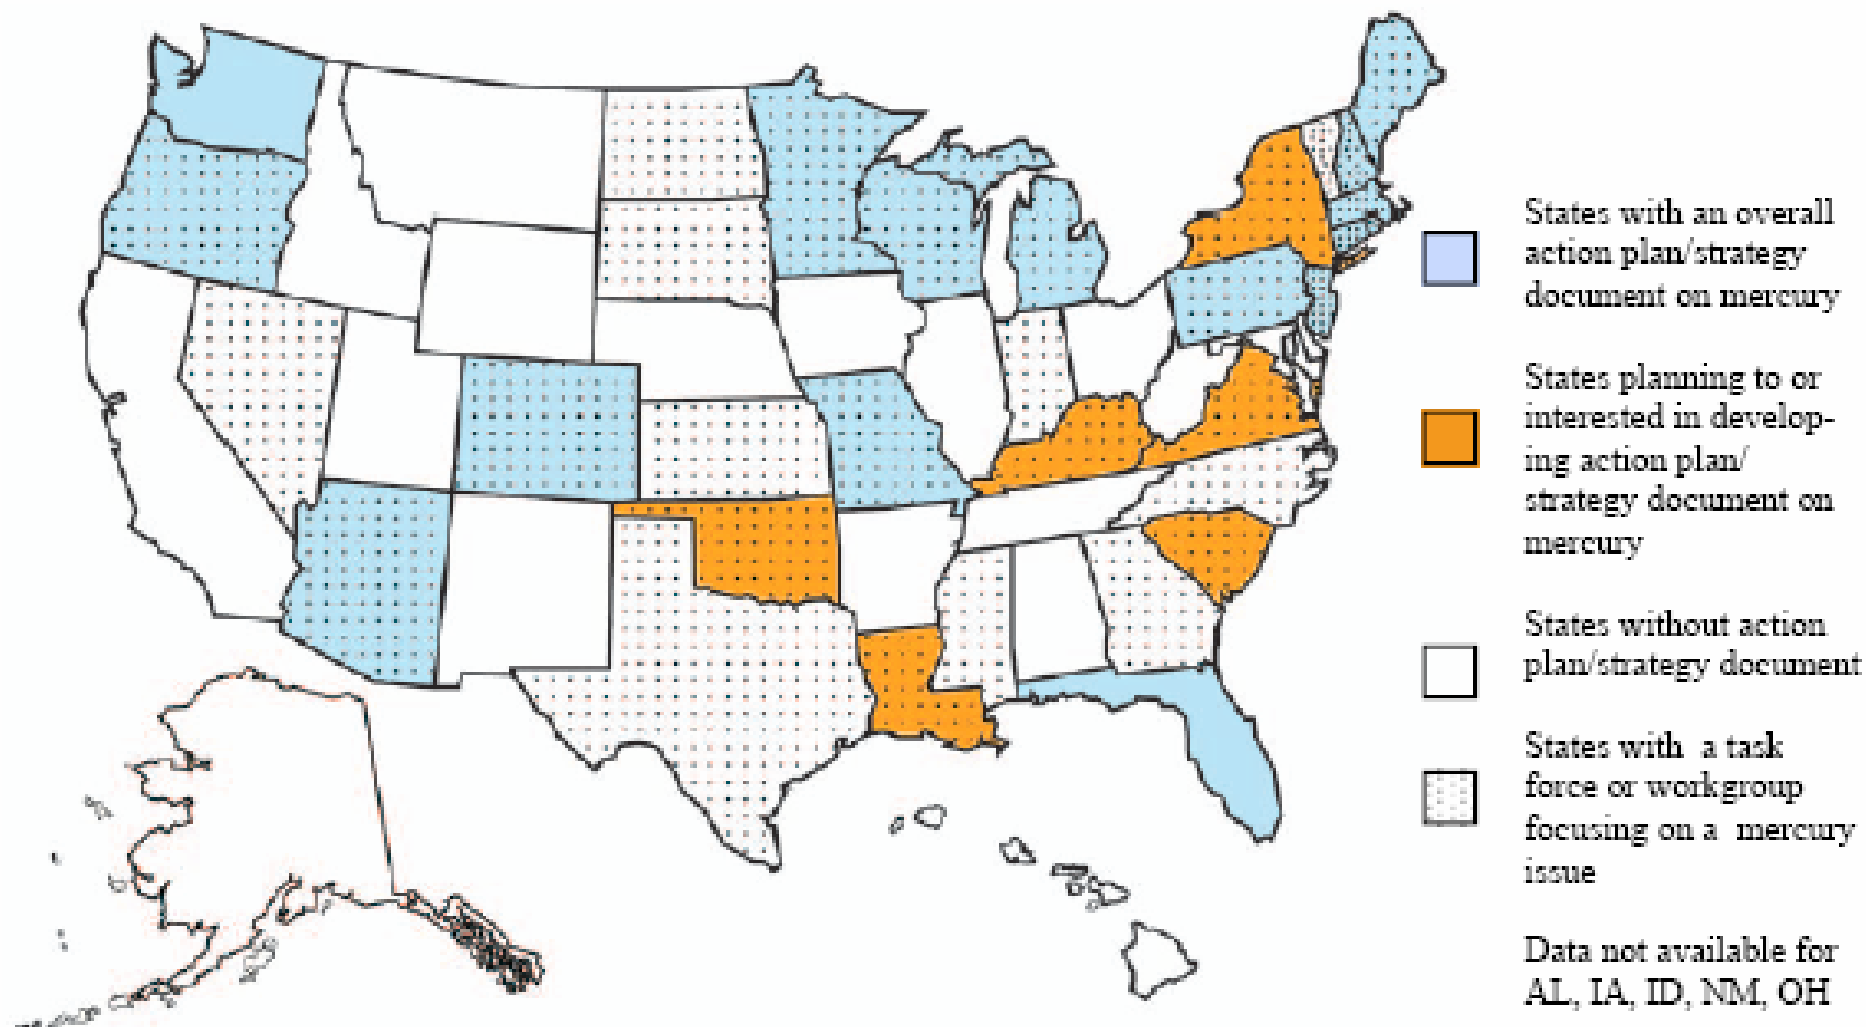 States with an overall
action plan/strategy
document on mercury
States planning to or
interested in develop-
ing action plan/
strategy document on
mercury
States without action
plan/strategy document
States with a task
force or workgroup
focusing on a mercury
issue
Data not available for
AL, IA, ID, NM, OH